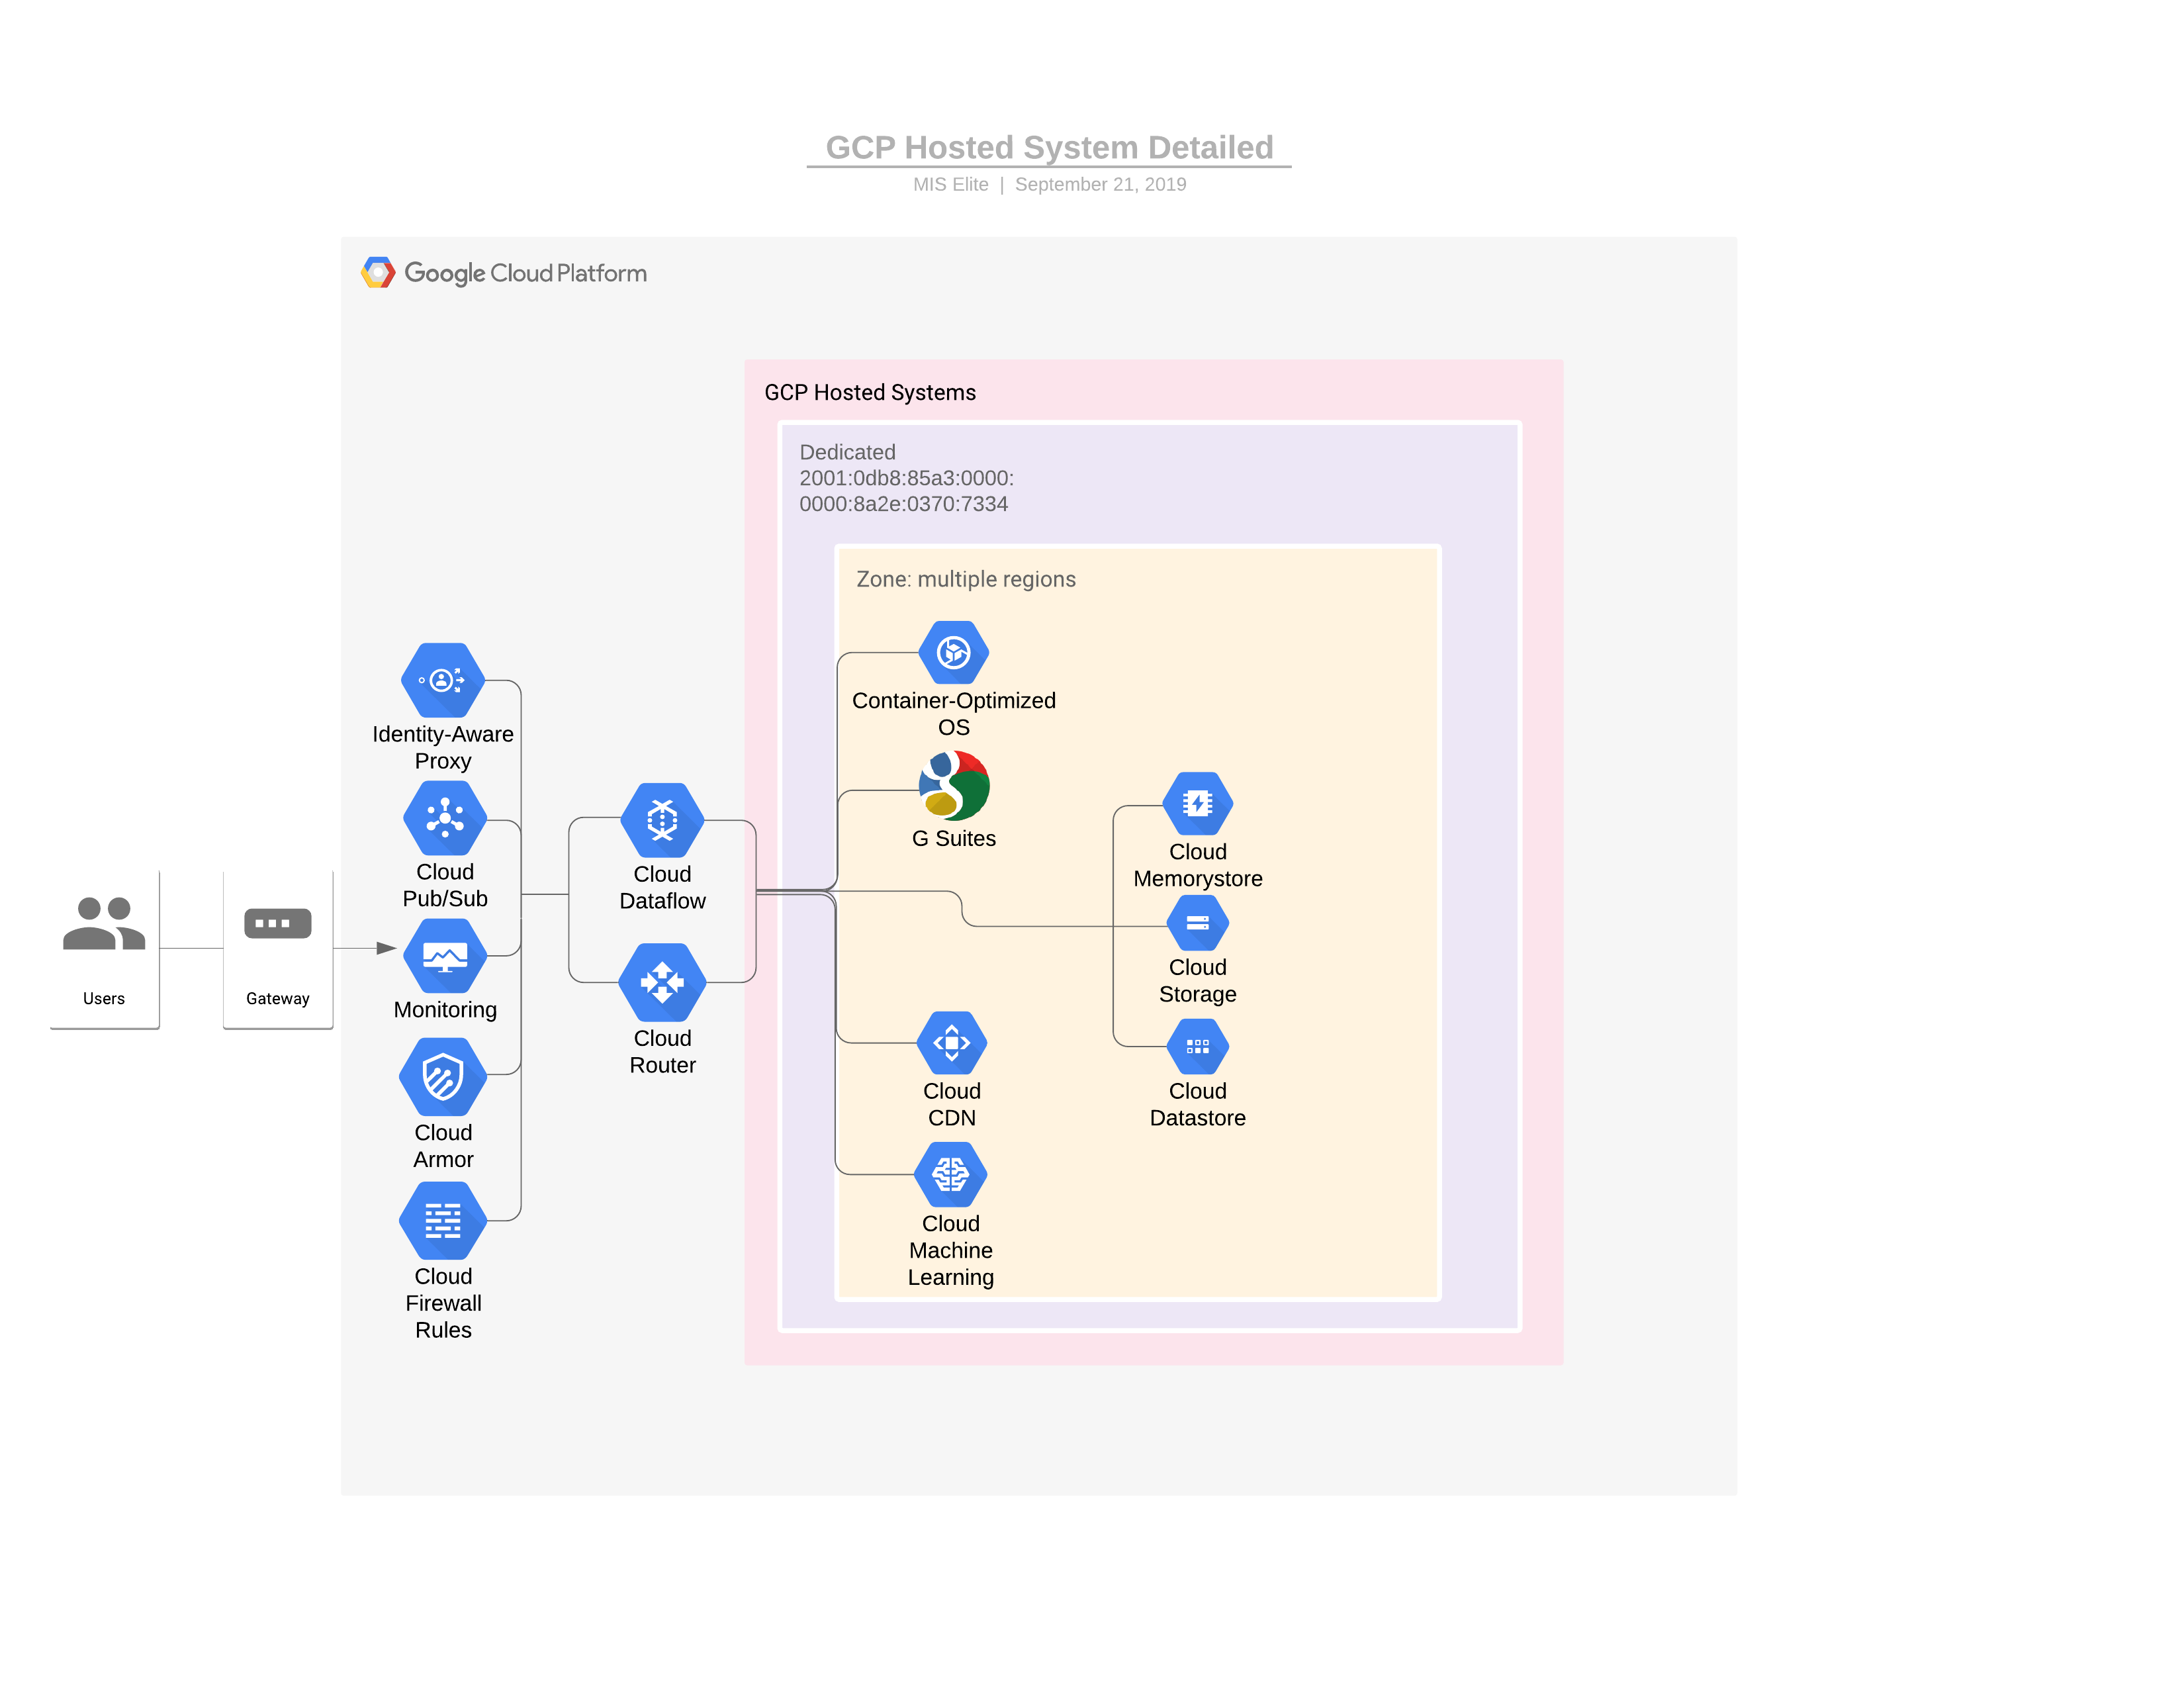 GCP Hosted System Detailed
MIS Elite | September 21, 2019
Google Cloud Platform
GCP Hosted Systems
Dedicated
2001:0db8:85a3:0000:
0000:8a2e:0370:7334
Zone: multiple regions
Users
Gateway
Identity-Aware
Proxy
Cloud
Pub/Sub
Monitoring
Cloud
Armor
Cloud
Firewall
Rules
Cloud
Dataflow
Cloud
Router
Container-Optimized
OS
G Suites
Cloud
CDN
Cloud
Machine
Learning
Cloud
Memorystore
Cloud
Storage
Cloud
Datastore